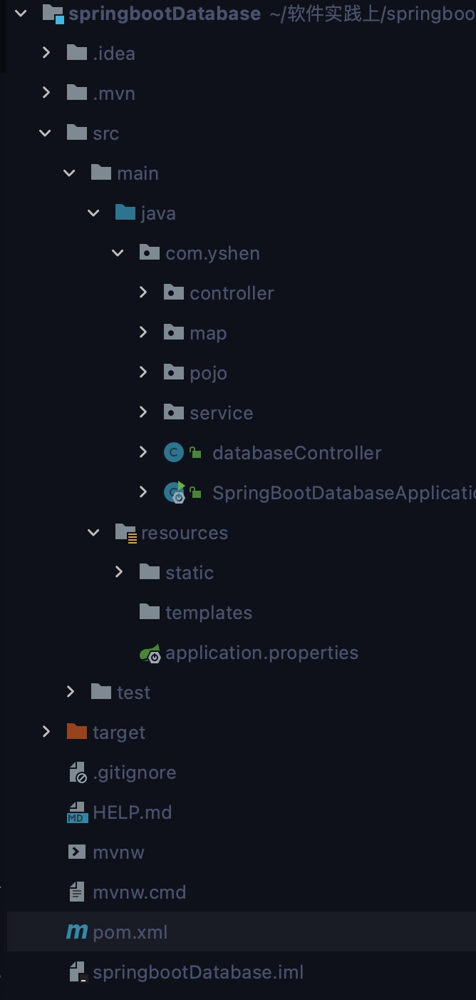 springbootDatabase ~/软件实践上/springboo
.idea
.mvn
src
main
java
com.yshen
controller
map
pojo
service
C databaseController
SpringBootDatabaseApplicatio
resources
static
templates
application.properties
test
target
.gitignore
MD HELP.md
mvnw
mvnw.cmd
m pom.xml
springbootDatabase.iml